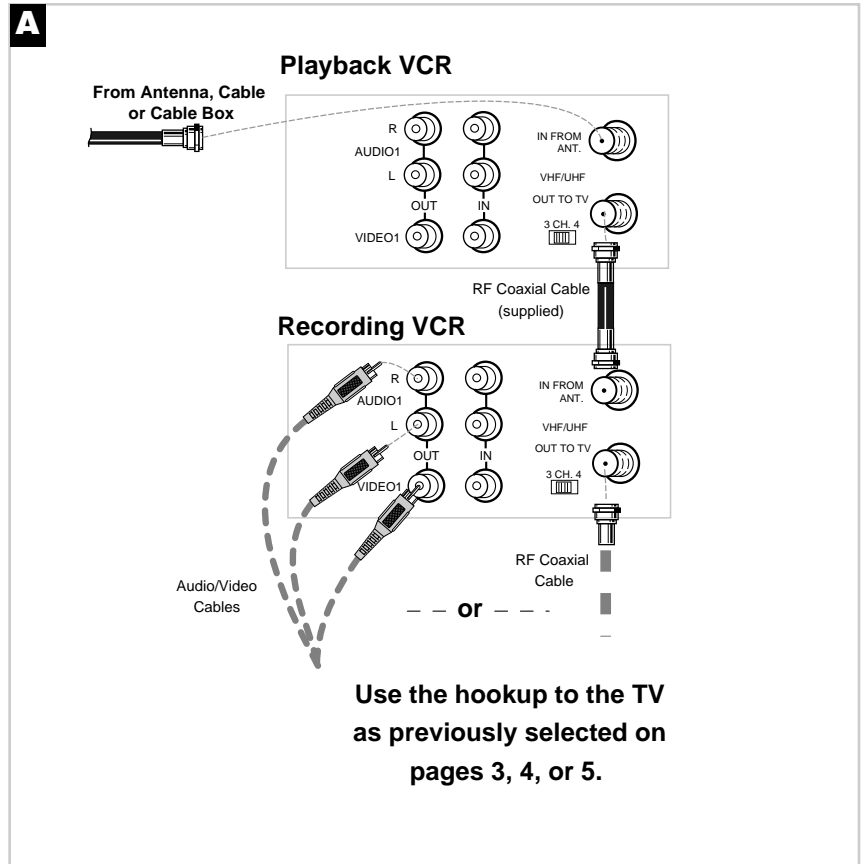 A
Playback VCR
From Antenna, Cable
or Cable Box
R
AUDIO1
L
OUT
IN
VIDEO1
IN FROM
ANT.
VHF/UHF
OUT TO TV
3 CH. 4
RF Coaxial Cable
(supplied)
Recording VCR
R
AUDIO1
L
OUT
IN
VIDEO1
IN FROM
ANT.
VHF/UHF
OUT TO TV
3 CH. 4
RF Coaxial
Cable
Audio/Video
Cables
or
Use the hookup to the TV
as previously selected on
pages 3, 4, or 5.